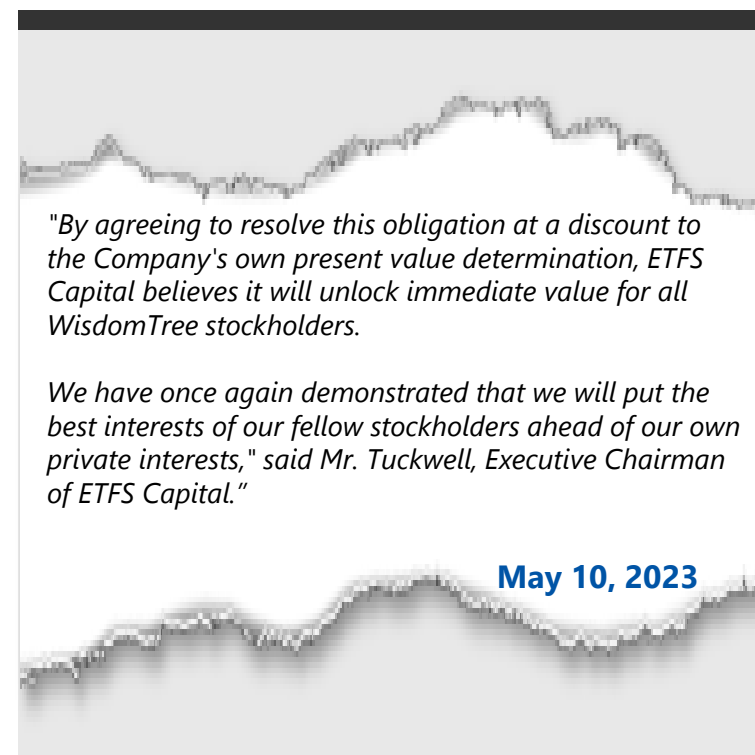 "By agreeing to resolve this obligation at a discount to
the Company's own present value determination, ETFS
Capital believes it will unlock immediate value for all
WisdomTree stockholders.
We have once again demonstrated that we will put the
best interests of our fellow stockholders ahead of our own
private interests," said Mr. Tuckwell, Executive Chairman
of ETFS Capital.”
May 10, 2023